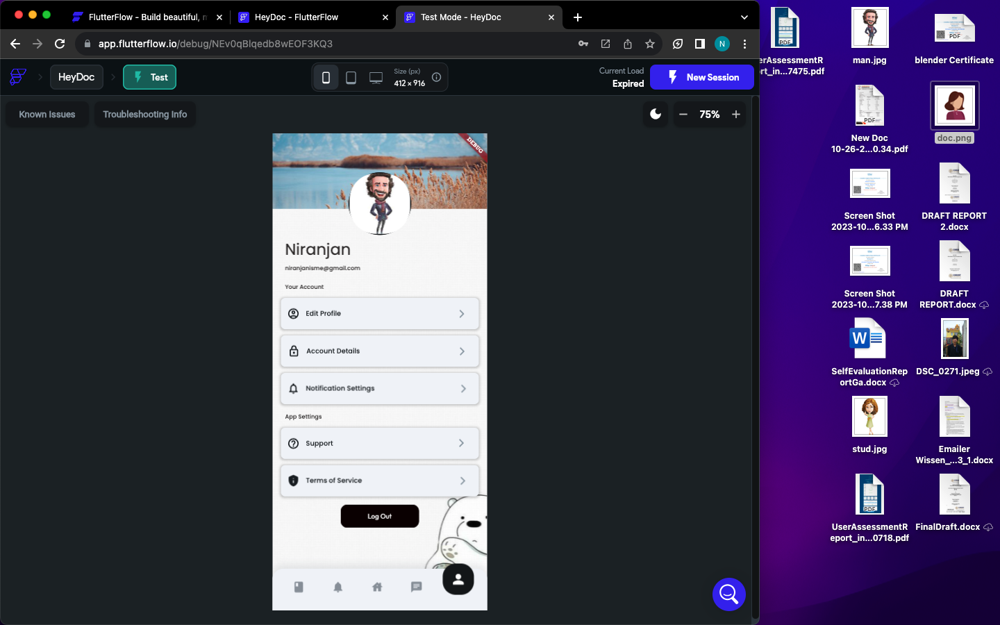 FlutterFlow - Build beautiful, r
HeyDoc - FlutterFlow
Test Mode - HeyDoc
app.flutterflow.io/debug/NEv0qBlqedb8wEOF3KQ3
N
HeyDoc
Test
Size (px)
412 × 916
Current Load
Expired
New Session
Known Issues
Troubleshooting Info
75%
DEBUG
Niranjan
niranjanisme@gmail.com
Your Account
Edit Profile
Account Details
Notification Settings
App Settings
Support
Terms of Service
Log Out
PDF
erAssessmentR
ort_in...7475.pdf
man.jpg
PDF
blender Certificate
PDF
New Doc
10-26-2...0.34.pdf
doc.png
Screen Shot
2023-10...6.33 PM
DRAFT REPORT
2.docx
Screen Shot
2023-10...7.38 PM
DRAFT
REPORT.docx
W
SelfEvaluationRep
ortGa.docx
DSC_0271.jpeg
stud.jpg
Emailer
Wissen_...3_1.docx
PDF
UserAssessmentR
eport_in...0718.pdf
FinalDraft.docx